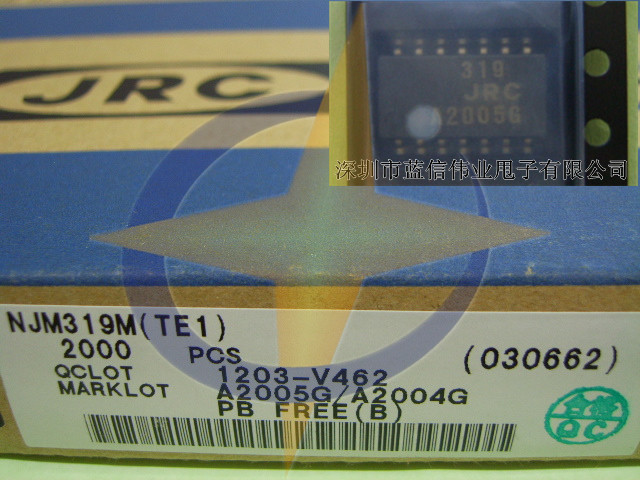 JRC
319
JRC
A2005G
深圳市蓝信伟业电子有限公司
NJM319M(TE1)
2000 PCS (030662)
QCLOT 1203-V462
MARKLOT A2005G/A2004G
PB FREE(B)
QC